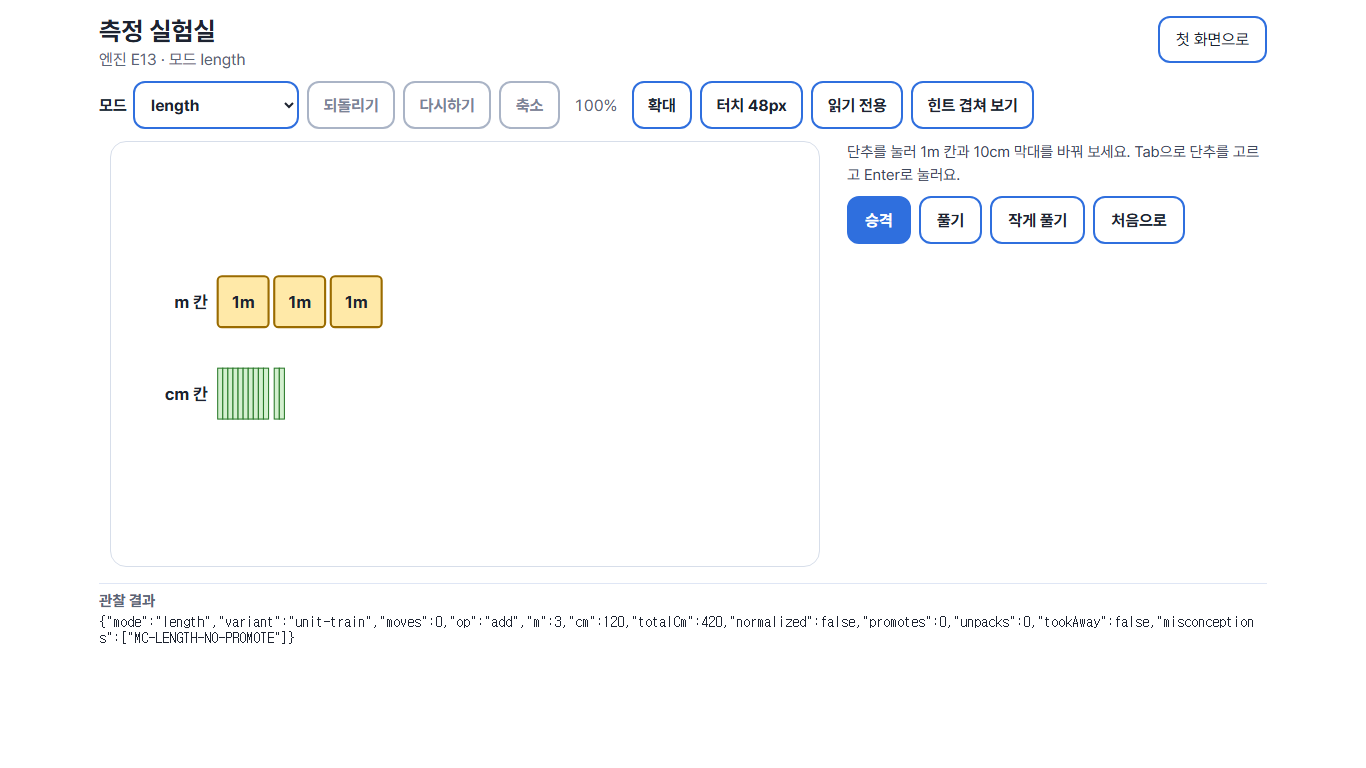 측정 실험실
엔진 E13 · 모드 length
첫 화면으로
모드 length 되돌리기 다시하기 축소 100% 확대 터치 48px 읽기 전용 힌트 겹쳐 보기
단추를 눌러 1m 칸과 10cm 막대를 바꿔 보세요. Tab으로 단추를 고르
고 Enter로 눌러요.
승격 풀기 작게 풀기 처음으로
m 칸 1m 1m 1m
cm 칸
관찰 결과
{"mode":"length","variant":"unit-train","moves":0,"op":"add","m":3,"cm":120,"totalCm":420,"normalized":false,"promotes":0,"unpacks":0,"tookAway":false,"misconception
s":["MC-LENGTH-NO-PROMOTE"]}